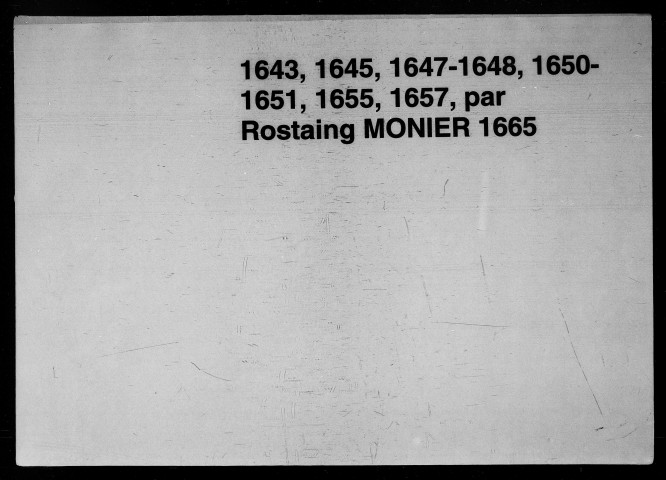 1643, 1645, 1647-1648, 1650-
1651, 1655, 1657, par
Rostaing MONIER 1665